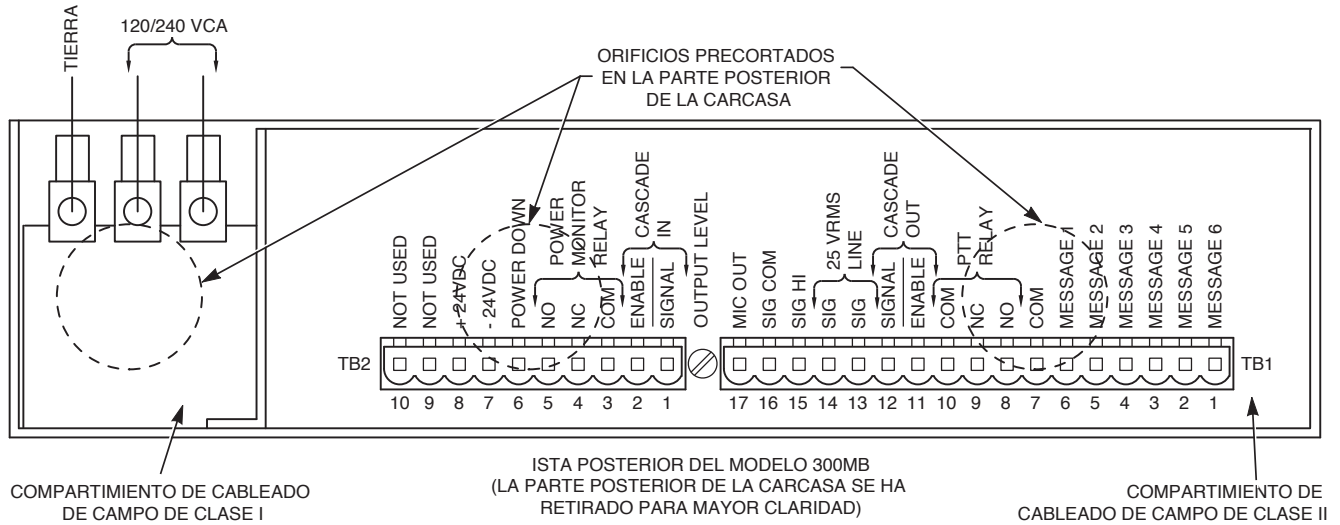 TIERRA
120/240 VCA
ORIFICIOS PRECORTADOS
EN LA PARTE POSTERIOR
DE LA CARCASA
NOT USED
NOT USED
+ 24VDC
- 24VDC
POWER DOWN
NO
NC
COM
POWER
MONITOR
RELAY
ENABLE
SIGNAL
CASCADE
IN
OUTPUT LEVEL
MIC OUT
SIG COM
SIG HI
SIG
SIG
25 VRMS
LINE
SIGNAL
ENABLE
CASCADE
OUT
COM
NC
NO
PTT
RELAY
COM
MESSAGE 1
MESSAGE 2
MESSAGE 3
MESSAGE 4
MESSAGE 5
MESSAGE 6
TB2
TB1
10 9 8 7 6 5 4 3 2 1
17 16 15 14 13 12 11 10 9 8 7 6 5 4 3 2 1
COMPARTIMIENTO DE CABLEADO
DE CAMPO DE CLASE I
ISTA POSTERIOR DEL MODELO 300MB
(LA PARTE POSTERIOR DE LA CARCASA SE HA
RETIRADO PARA MAYOR CLARIDAD)
COMPARTIMIENTO DE
CABLEADO DE CAMPO DE CLASE II